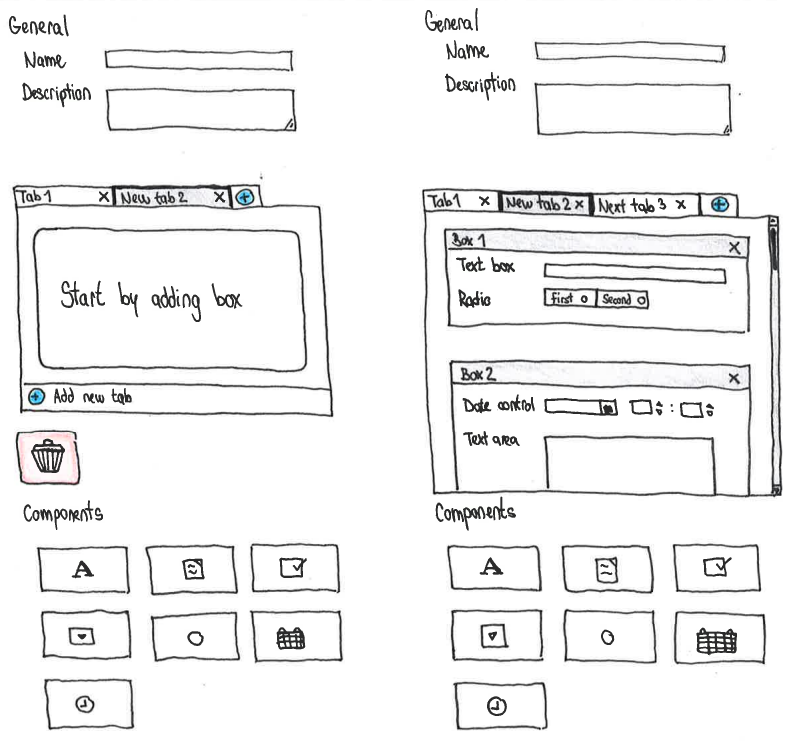 General
Name
Description
Tab 1 X New tab 2 X
Start by adding box
Add new tab
Components
A
General
Name
Description
Tab 1 X New tab 2 X Next tab 3 X
Box 1 X
Text box
Radio First Second
Box 2 X
Date control :
Text area
Components
A